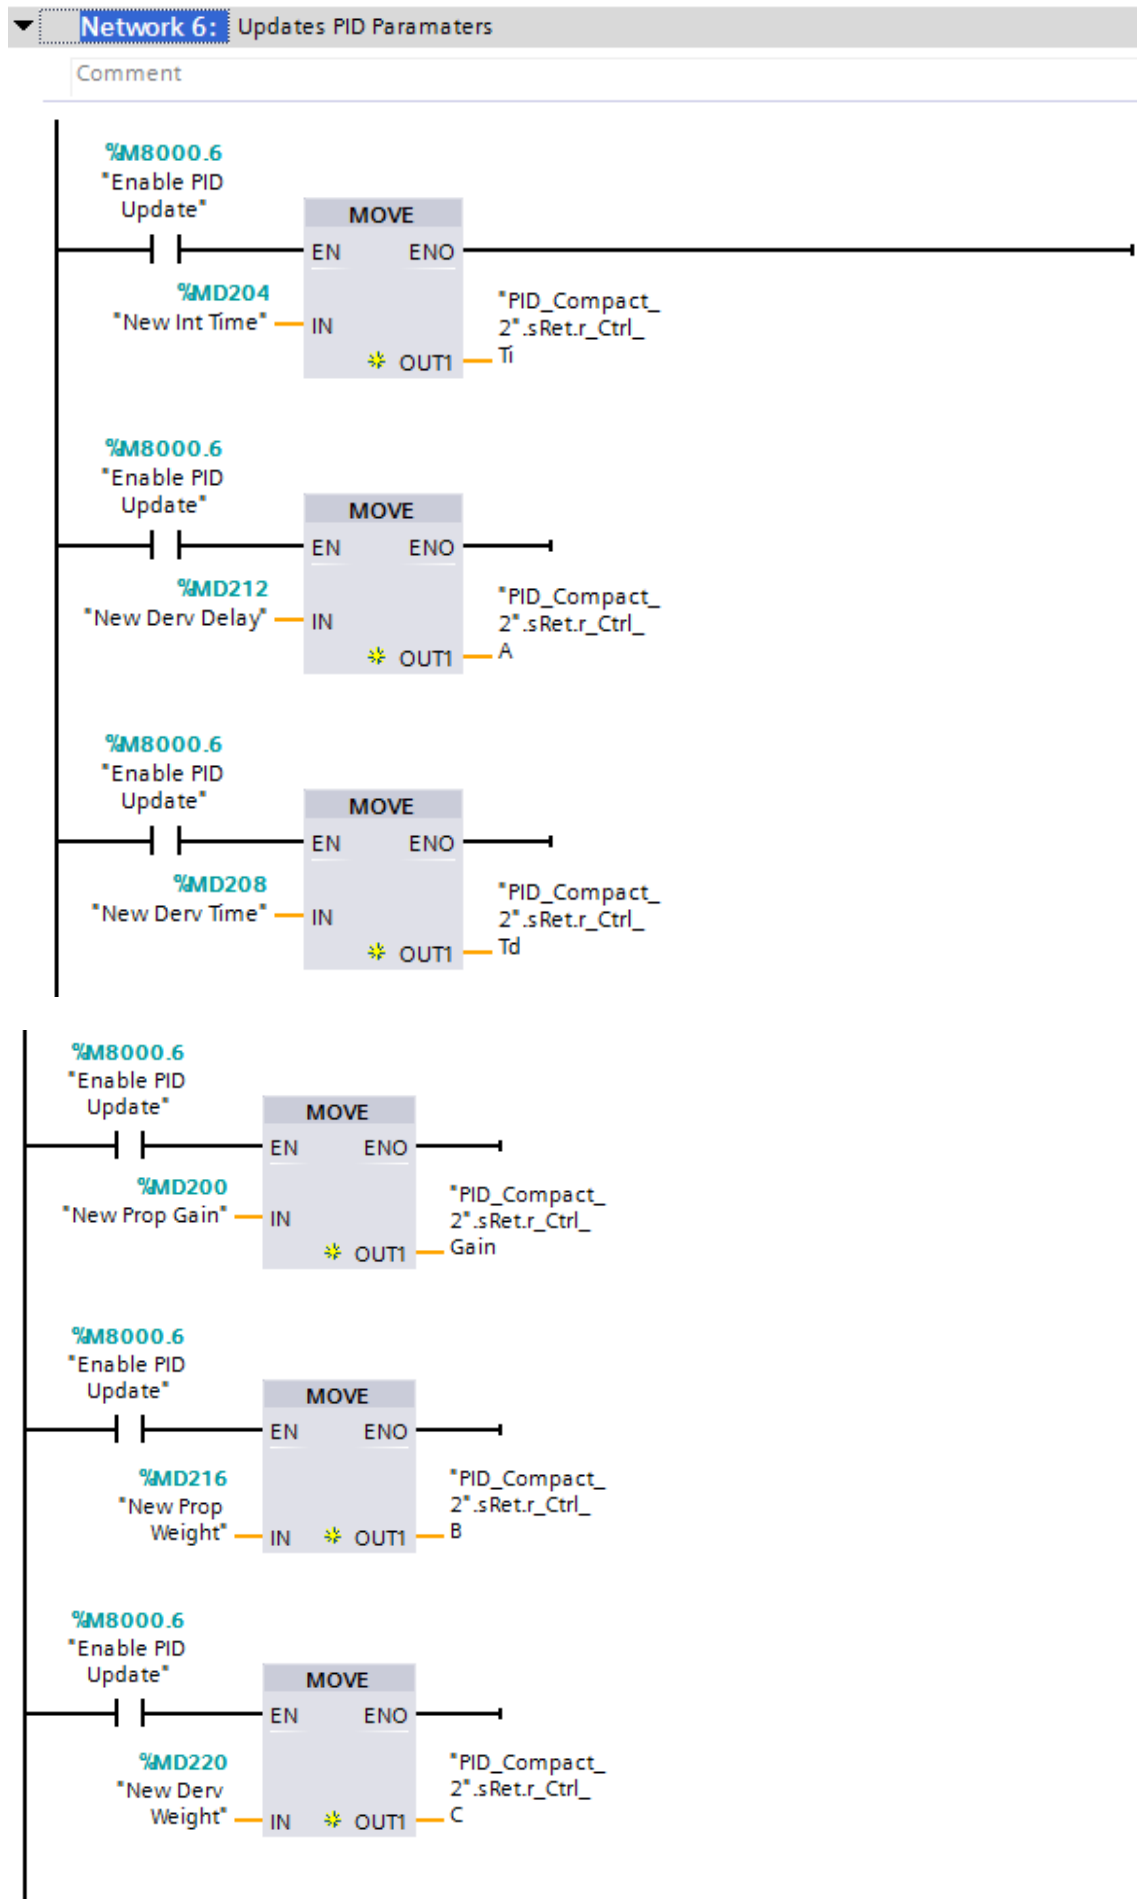 Network 6: Updates PID Paramaters
Comment
%M8000.6
"Enable PID
Update"
MOVE
EN ENO
%MD204
"New Int Time"
IN
"PID_Compact_
2".sRet.r_Ctrl_
Ti
OUT1
%M8000.6
"Enable PID
Update"
MOVE
EN ENO
%MD212
"New Derv Delay"
IN
"PID_Compact_
2".sRet.r_Ctrl_
A
OUT1
%M8000.6
"Enable PID
Update"
MOVE
EN ENO
%MD208
"New Derv Time"
IN
"PID_Compact_
2".sRet.r_Ctrl_
Td
OUT1
%M8000.6
"Enable PID
Update"
MOVE
EN ENO
%MD200
"New Prop Gain"
IN
"PID_Compact_
2".sRet.r_Ctrl_
Gain
OUT1
%M8000.6
"Enable PID
Update"
MOVE
EN ENO
%MD216
"New Prop
Weight"
IN OUT1
"PID_Compact_
2".sRet.r_Ctrl_
B
%M8000.6
"Enable PID
Update"
MOVE
EN ENO
%MD220
"New Derv
Weight"
IN OUT1
"PID_Compact_
2".sRet.r_Ctrl_
C